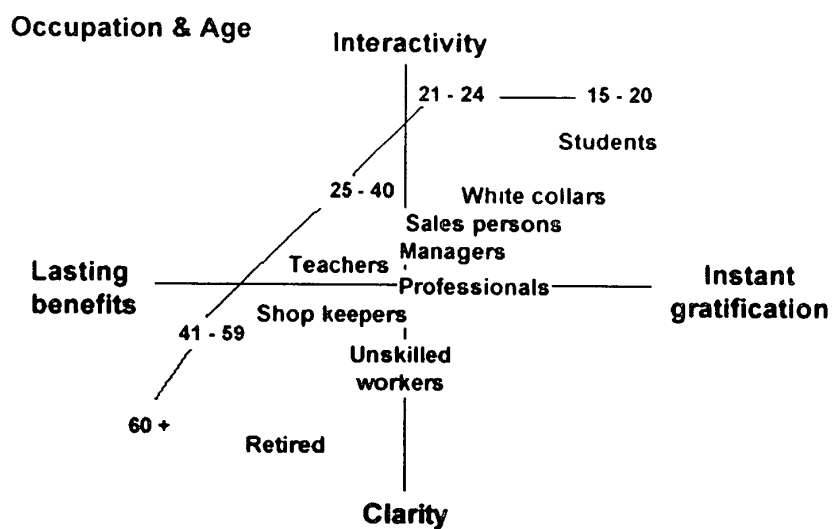 Occupation & Age
Interactivity
21 - 24
15 - 20
Students
25 - 40
White collars
Sales persons
Managers
Teachers
Lasting
benefits
Professionals
Instant
gratification
Shop keepers
41 - 59
Unskilled
workers
60 +
Retired
Clarity